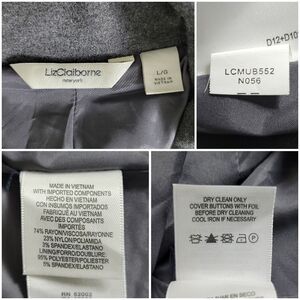 LizClaiborne
new york
L/G
MADE IN
VIETNAM
D12+D10
LCMUB552
N056
MADE IN VIETNAM
WITH IMPORTED COMPONENTS
HECHO EN VIETNAM
CON INSUMOS IMPORTADOS
FABRIQUÉ AU VIETNAM
AVEC DES COMPOSANTS
IMPORTÉS
74% RAYON/VISCOSA/RAYONNE
23% NYLON/POLIAMIDA
3% SPANDEX/ELASTANO
LINING/FORRO/DOUBLURE
95% POLYESTER/POLIESTER
5% SPANDEX/ELASTANO
RN 52002
DRY CLEAN ONLY
COVER BUTTONS WITH FOIL
BEFORE DRY CLEANING
COOL IRON IF NECESSARY